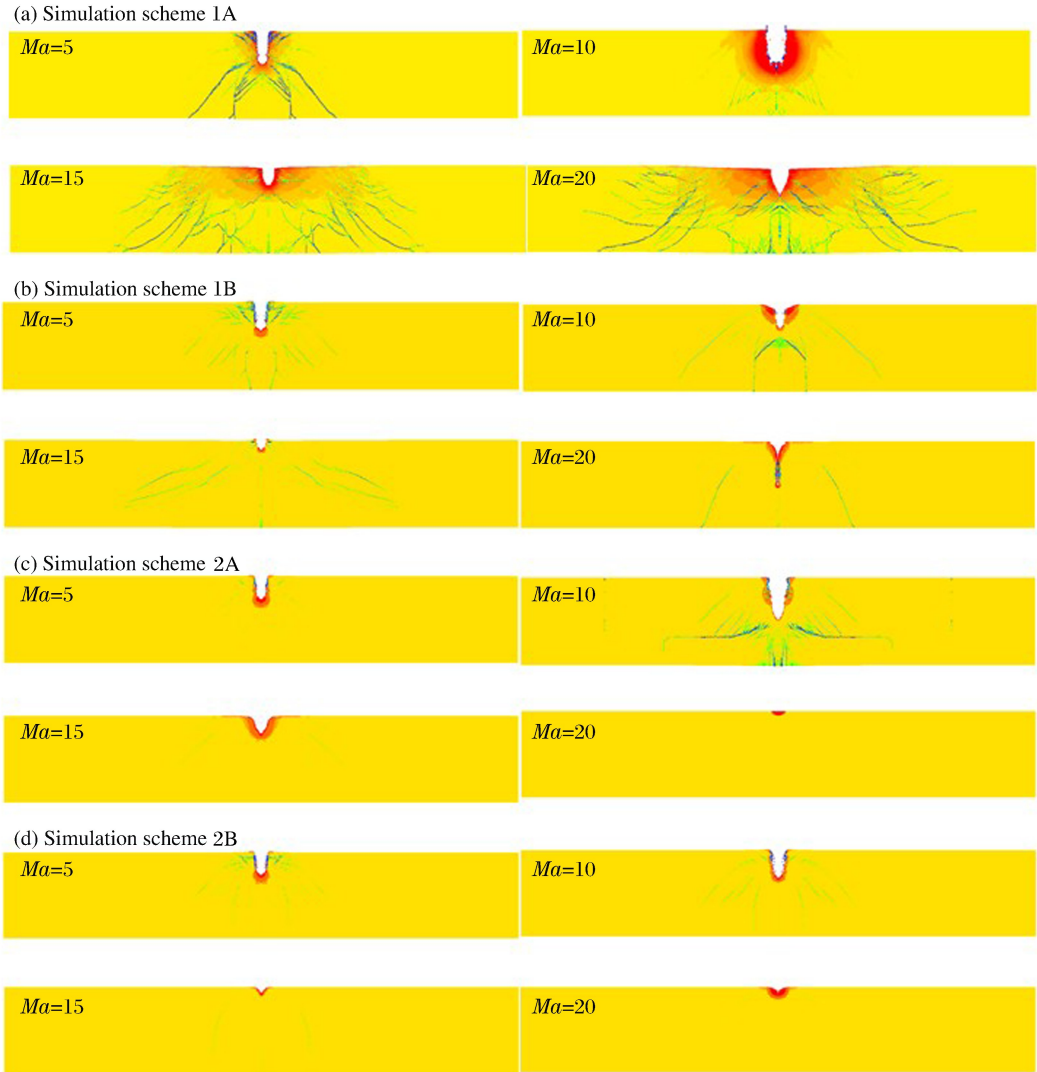 (a) Simulation scheme 1A
Ma=5
Ma=10
Ma=15
Ma=20
(b) Simulation scheme 1B
Ma=5
Ma=10
Ma=15
Ma=20
(c) Simulation scheme 2A
Ma=5
Ma=10
Ma=15
Ma=20
(d) Simulation scheme 2B
Ma=5
Ma=10
Ma=15
Ma=20